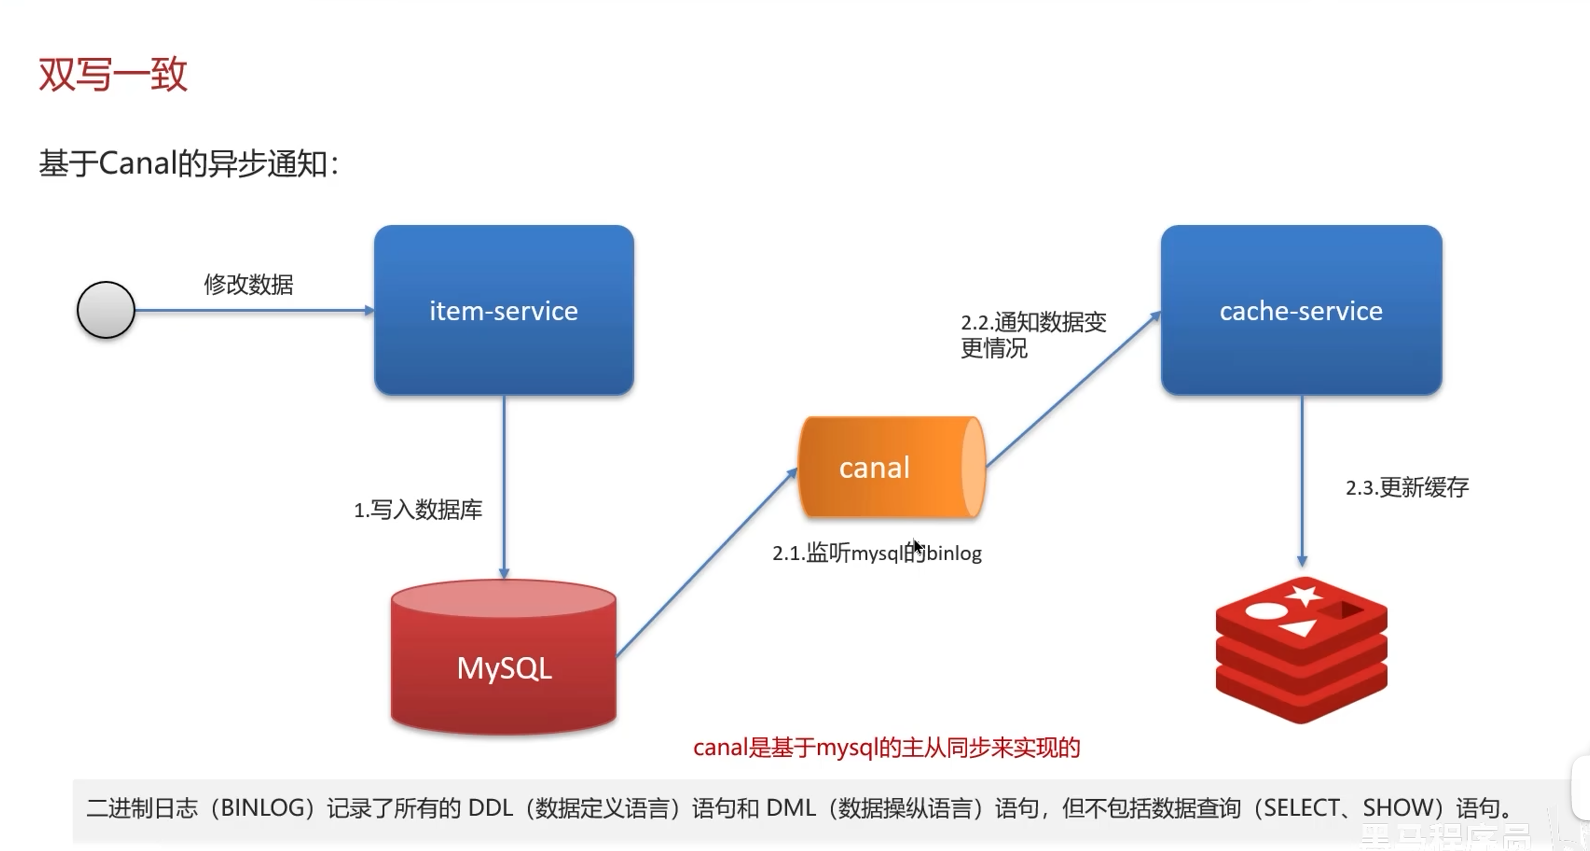 双写一致
基于Canal的异步通知：
修改数据
item-service
cache-service
2.2.通知数据变
更情况
canal
1.写入数据库
2.3.更新缓存
2.1.监听mysql的binlog
MySQL
canal是基于mysql的主从同步来实现的
二进制日志（BINLOG）记录了所有的 DDL（数据定义语言）语句和 DML（数据操纵语言）语句，但不包括数据查询（SELECT、SHOW）语句。
黑马程序员